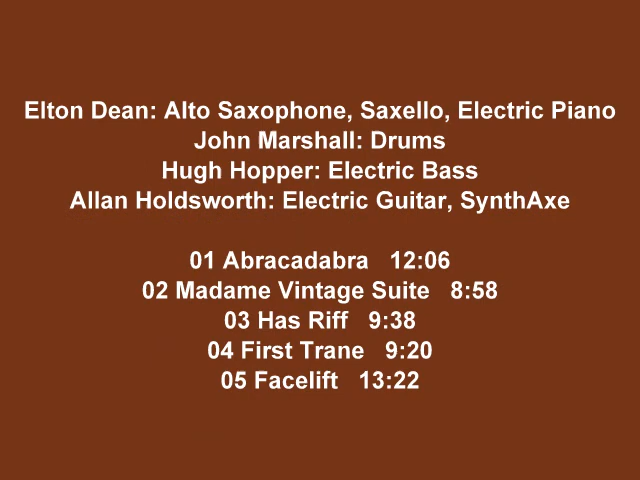 Elton Dean: Alto Saxophone, Saxello, Electric Piano
John Marshall: Drums
Hugh Hopper: Electric Bass
Allan Holdsworth: Electric Guitar, SynthAxe
01 Abracadabra 12:06
02 Madame Vintage Suite 8:58
03 Has Riff 9:38
04 First Trane 9:20
05 Facelift 13:22